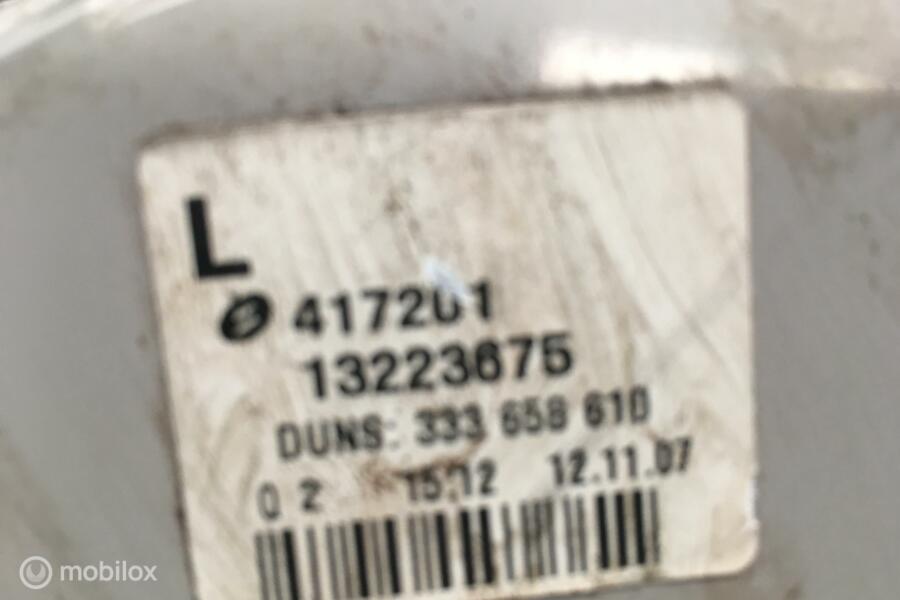 L
417201
13223675
DUNS: 333 658 610
0 2 15:12 12.11.07
mobilox